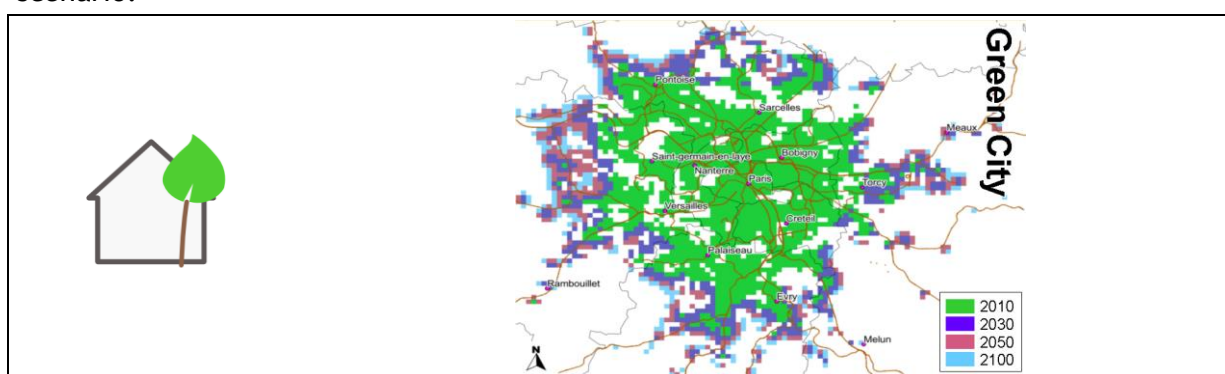 Green City
Pontoise
Sarcelles
Meaux
Saint-germain-en-laye
Bobigny
Nanterre
Paris
Torcy
Versailles
Creteil
Palaiseau
Rambouillet
Evry
Melun
N
2010
2030
2050
2100